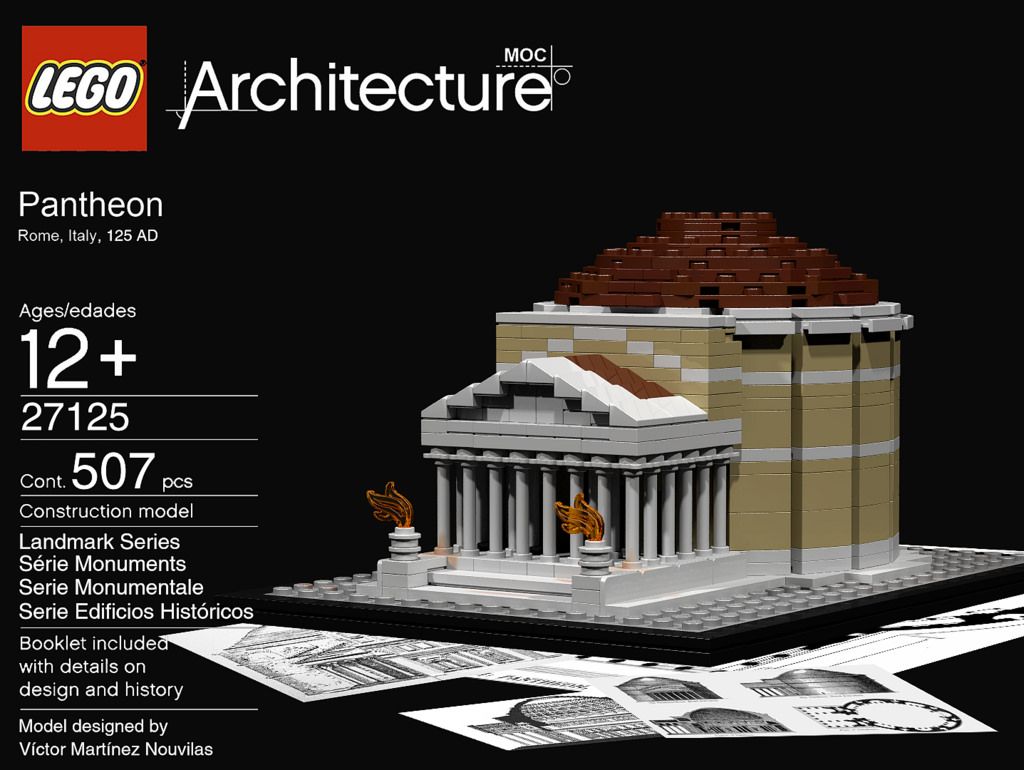 LEGO®
MOC
Architecture
Pantheon
Rome, Italy, 125 AD
Ages/edades
12+
27125
Cont. 507 pcs
Construction model
Landmark Series
Série Monuments
Serie Monumentale
Serie Edificios Históricos
Booklet included
with details on
design and history
Model designed by
Víctor Martínez Nouvilas